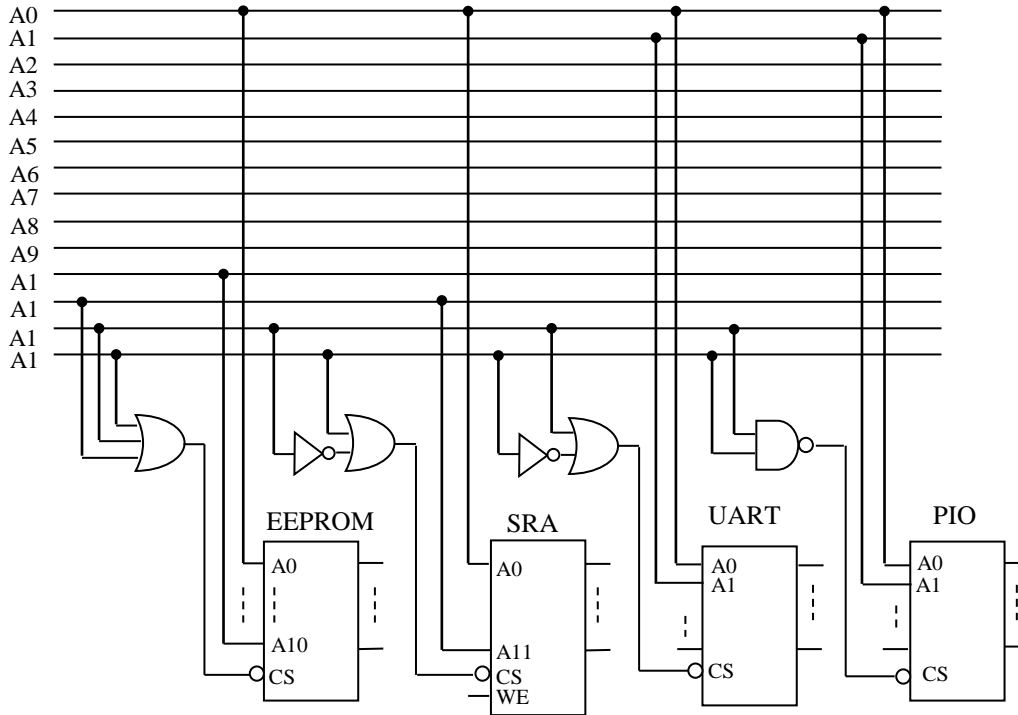 A0
A1
A2
A3
A4
A5
A6
A7
A8
A9
A1
A1
A1
A1
EEPROM
SRA
UART
PIO
A0
A10
CS
A0
A11
CS
WE
A0
A1
CS
A0
A1
CS